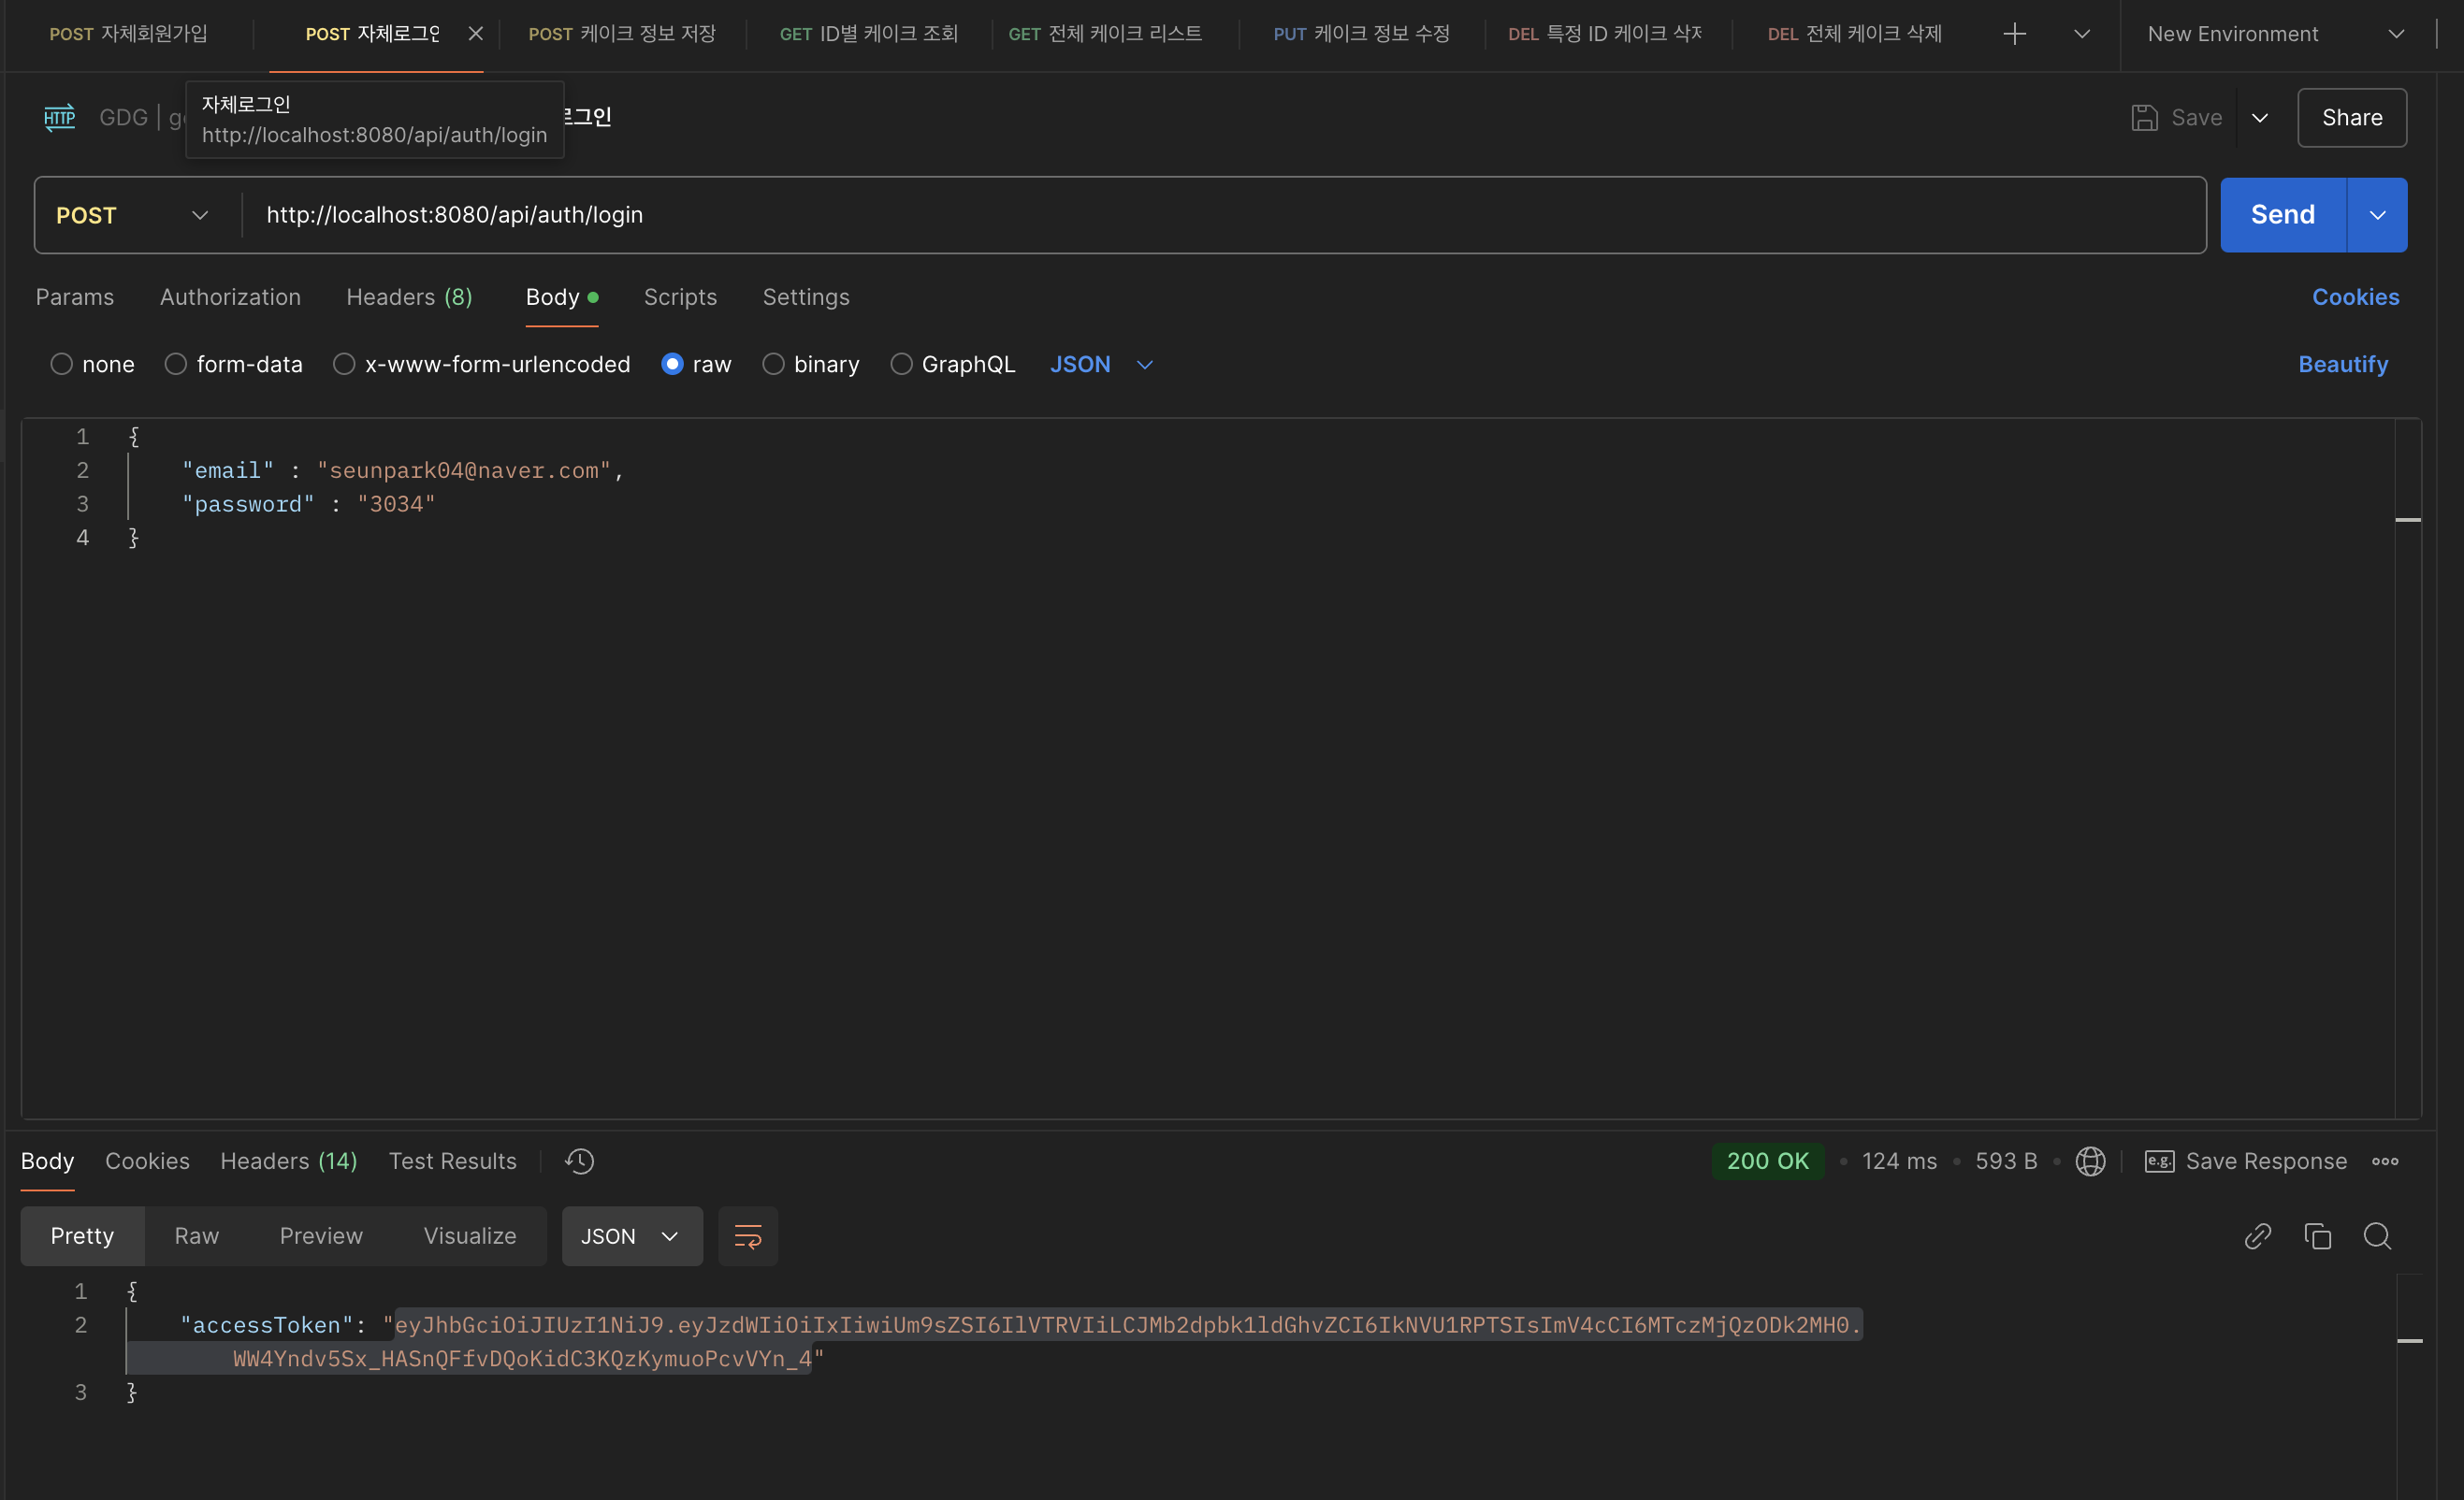 POST 자체회원가입 POST 자체로그인 POST 케이크 정보 저장 GET ID별 케이크 조회 GET 전체 케이크 리스트 PUT 케이크 정보 수정 DEL 특정 ID 케이크 삭제 DEL 전체 케이크 삭제 New Environment
자체로그인
http://localhost:8080/api/auth/login
HTTP GDG | g 로그인 Save Share
POST http://localhost:8080/api/auth/login Send
Params Authorization Headers (8) Body Scripts Settings Cookies
none form-data x-www-form-urlencoded raw binary GraphQL JSON Beautify
1 {
2 "email" : "seunpark04@naver.com",
3 "password" : "3034"
4 }
Body Cookies Headers (14) Test Results 200 OK • 124 ms • 593 B • e.g. Save Response
Pretty Raw Preview Visualize JSON
1 {
2 "accessToken": "eyJhbGciOiJIUzI1NiJ9.eyJzdWIiOiIxIiwiUm9sZSI6IlVTRVIiLCJMb2dpbk1ldGhvZCI6IkNVU1RPTSIsImV4cCI6MTczMjQzODk2MH0.
WW4Yndv5Sx_HASnQFfvDQoKidC3KQzKymuoPcvVYn_4"
3 }